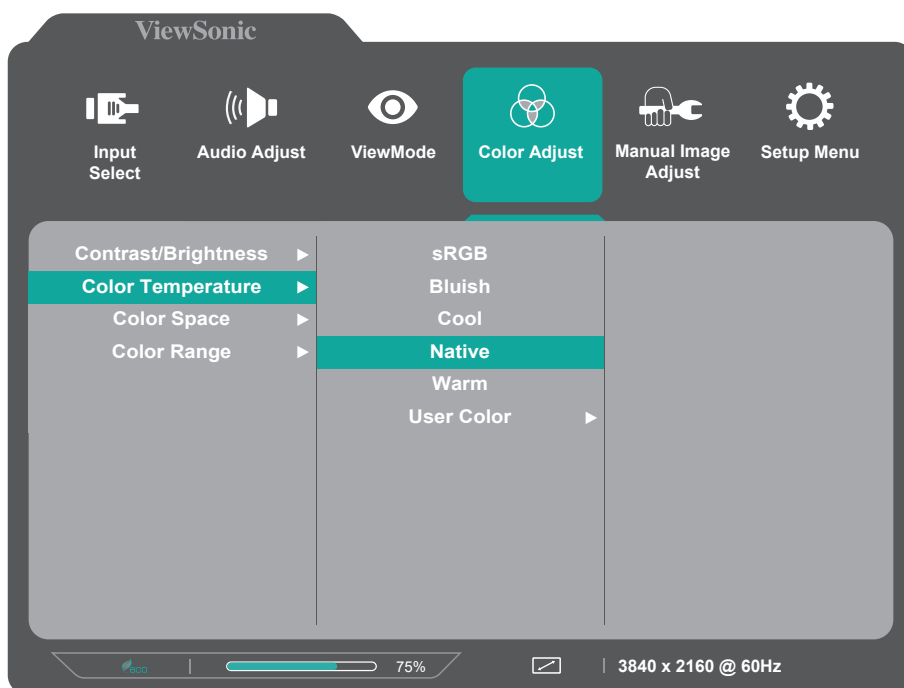 ViewSonic
Input
Select
Audio Adjust
ViewMode
Color Adjust
Manual Image
Adjust
Setup Menu
Contrast/Brightness
Color Temperature
Color Space
Color Range
sRGB
Bluish
Cool
Native
Warm
User Color
eco
75%
3840 x 2160 @ 60Hz